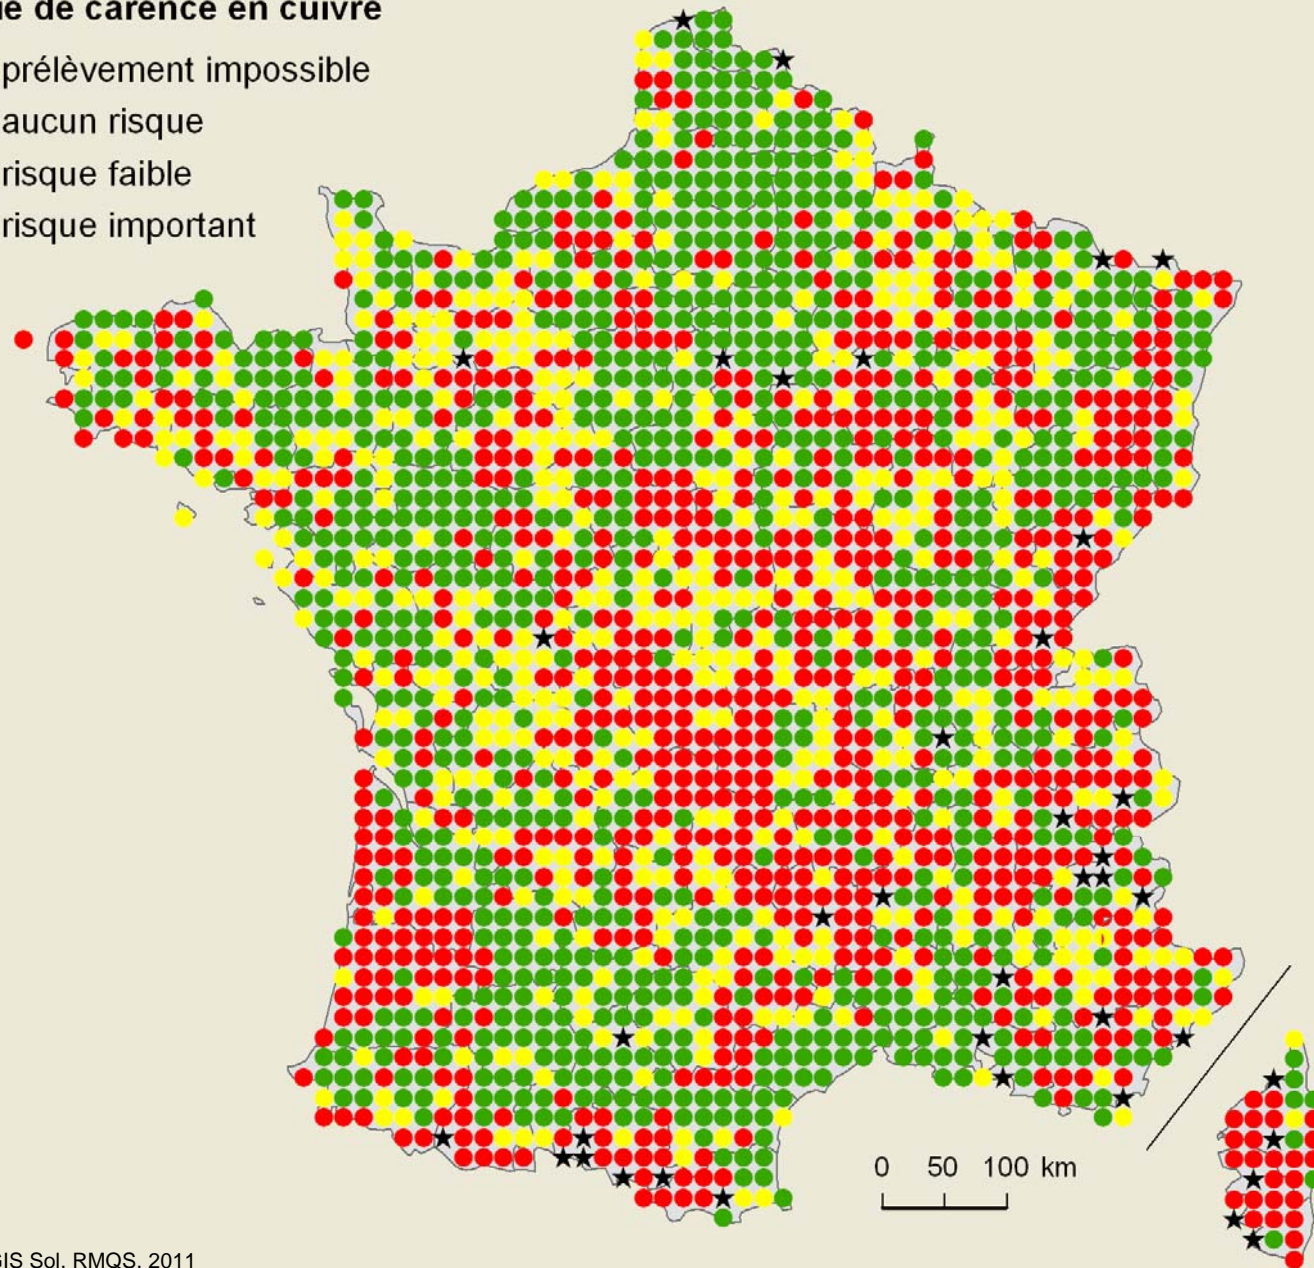 de carence en cuivre
prélèvement impossible
aucun risque
risque faible
risque important
0 50 100 km
Sol, RMQS, 2011